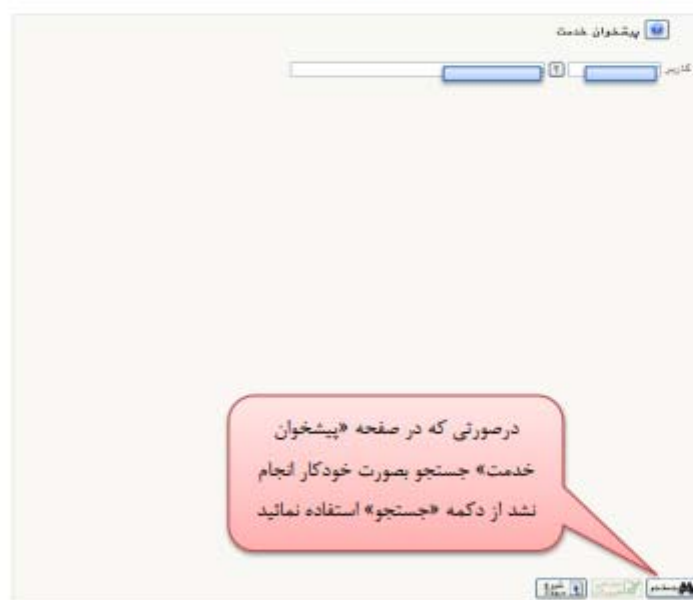 پیشخوان خدمت
کاربر
درصورتی که در صفحه «پیشخوان
خدمت» جستجو بصورت خودکار انجام
نشد از دکمه «جستجو» استفاده نمائید
جستجو